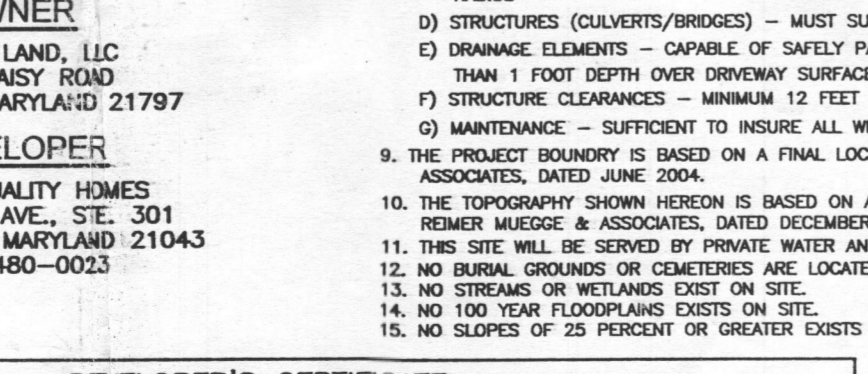 WNER
LAND, LLC
AISY ROAD
ARYLAND 21797
ELOPER
UALITY HOMES
AVE., STE. 301
MARYLAND 21043
480-0023
D) STRUCTURES (CULVERTS/BRIDGES) – MUST SU
E) DRAINAGE ELEMENTS – CAPABLE OF SAFELY PA
THAN 1 FOOT DEPTH OVER DRIVEWAY SURFACE
F) STRUCTURE CLEARANCES – MINIMUM 12 FEET
G) MAINTENANCE – SUFFICIENT TO INSURE ALL WE
9. THE PROJECT BOUNDRY IS BASED ON A FINAL LOC
ASSOCIATES, DATED JUNE 2004.
10. THE TOPOGRAPHY SHOWN HEREON IS BASED ON A
REIMER MUEGGE & ASSOCIATES, DATED DECEMBER
11. THIS SITE WILL BE SERVED BY PRIVATE WATER AN
12. NO BURIAL GROUNDS OR CEMETERIES ARE LOCATE
13. NO STREAMS OR WETLANDS EXIST ON SITE.
14. NO 100 YEAR FLOODPLAINS EXISTS ON SITE.
15. NO SLOPES OF 25 PERCENT OR GREATER EXISTS
DEVELOPER'S CERTIFICATE